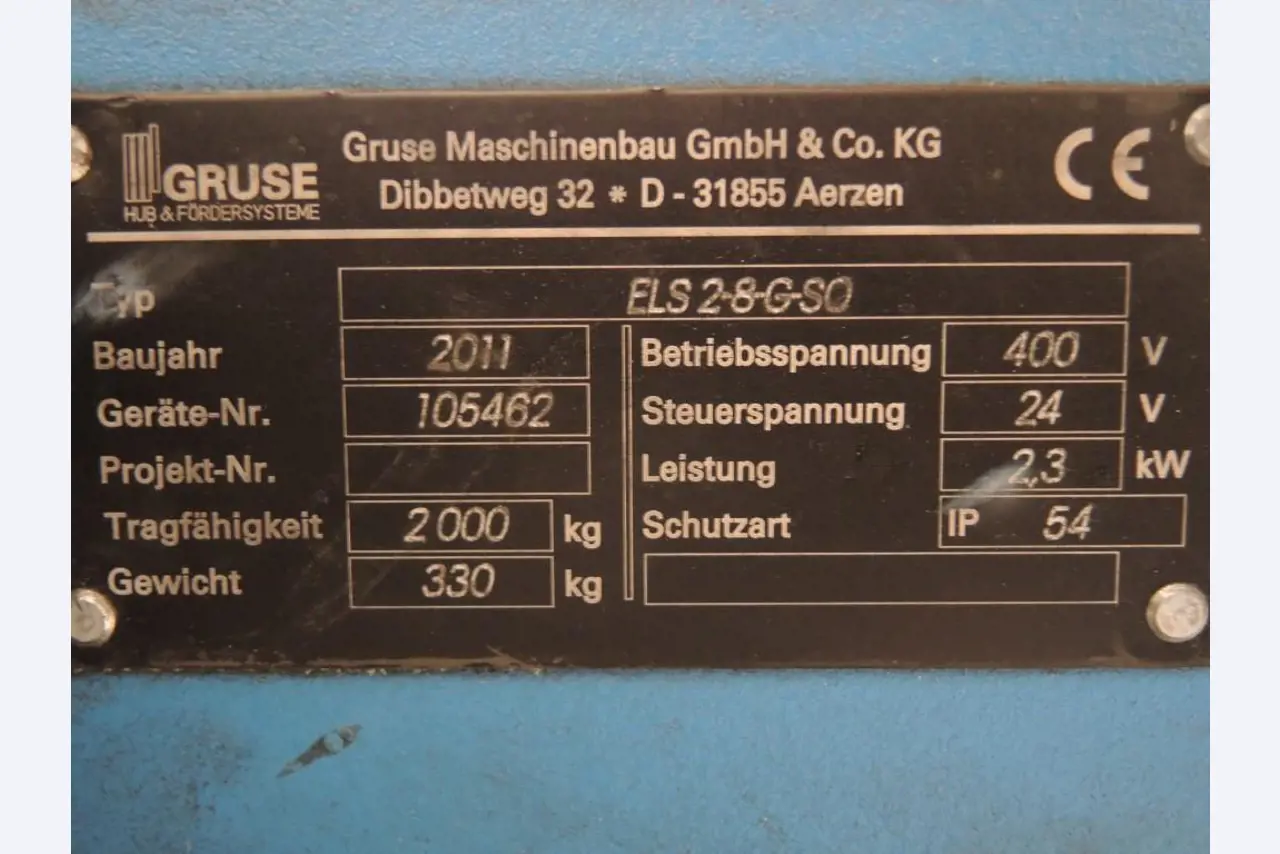 GRUSE
HUB & FÖRDERSYSTEME
Gruse Maschinenbau GmbH & Co. KG
Dibbetweg 32 * D - 31855 Aerzen
CE
Typ ELS 2-8-G-SO
Baujahr 2011
Geräte-Nr. 105462
Projekt-Nr.
Tragfähigkeit 2 000 kg
Gewicht 330 kg
Betriebsspannung 400 V
Steuerspannung 24 V
Leistung 2,3 kW
Schutzart IP 54